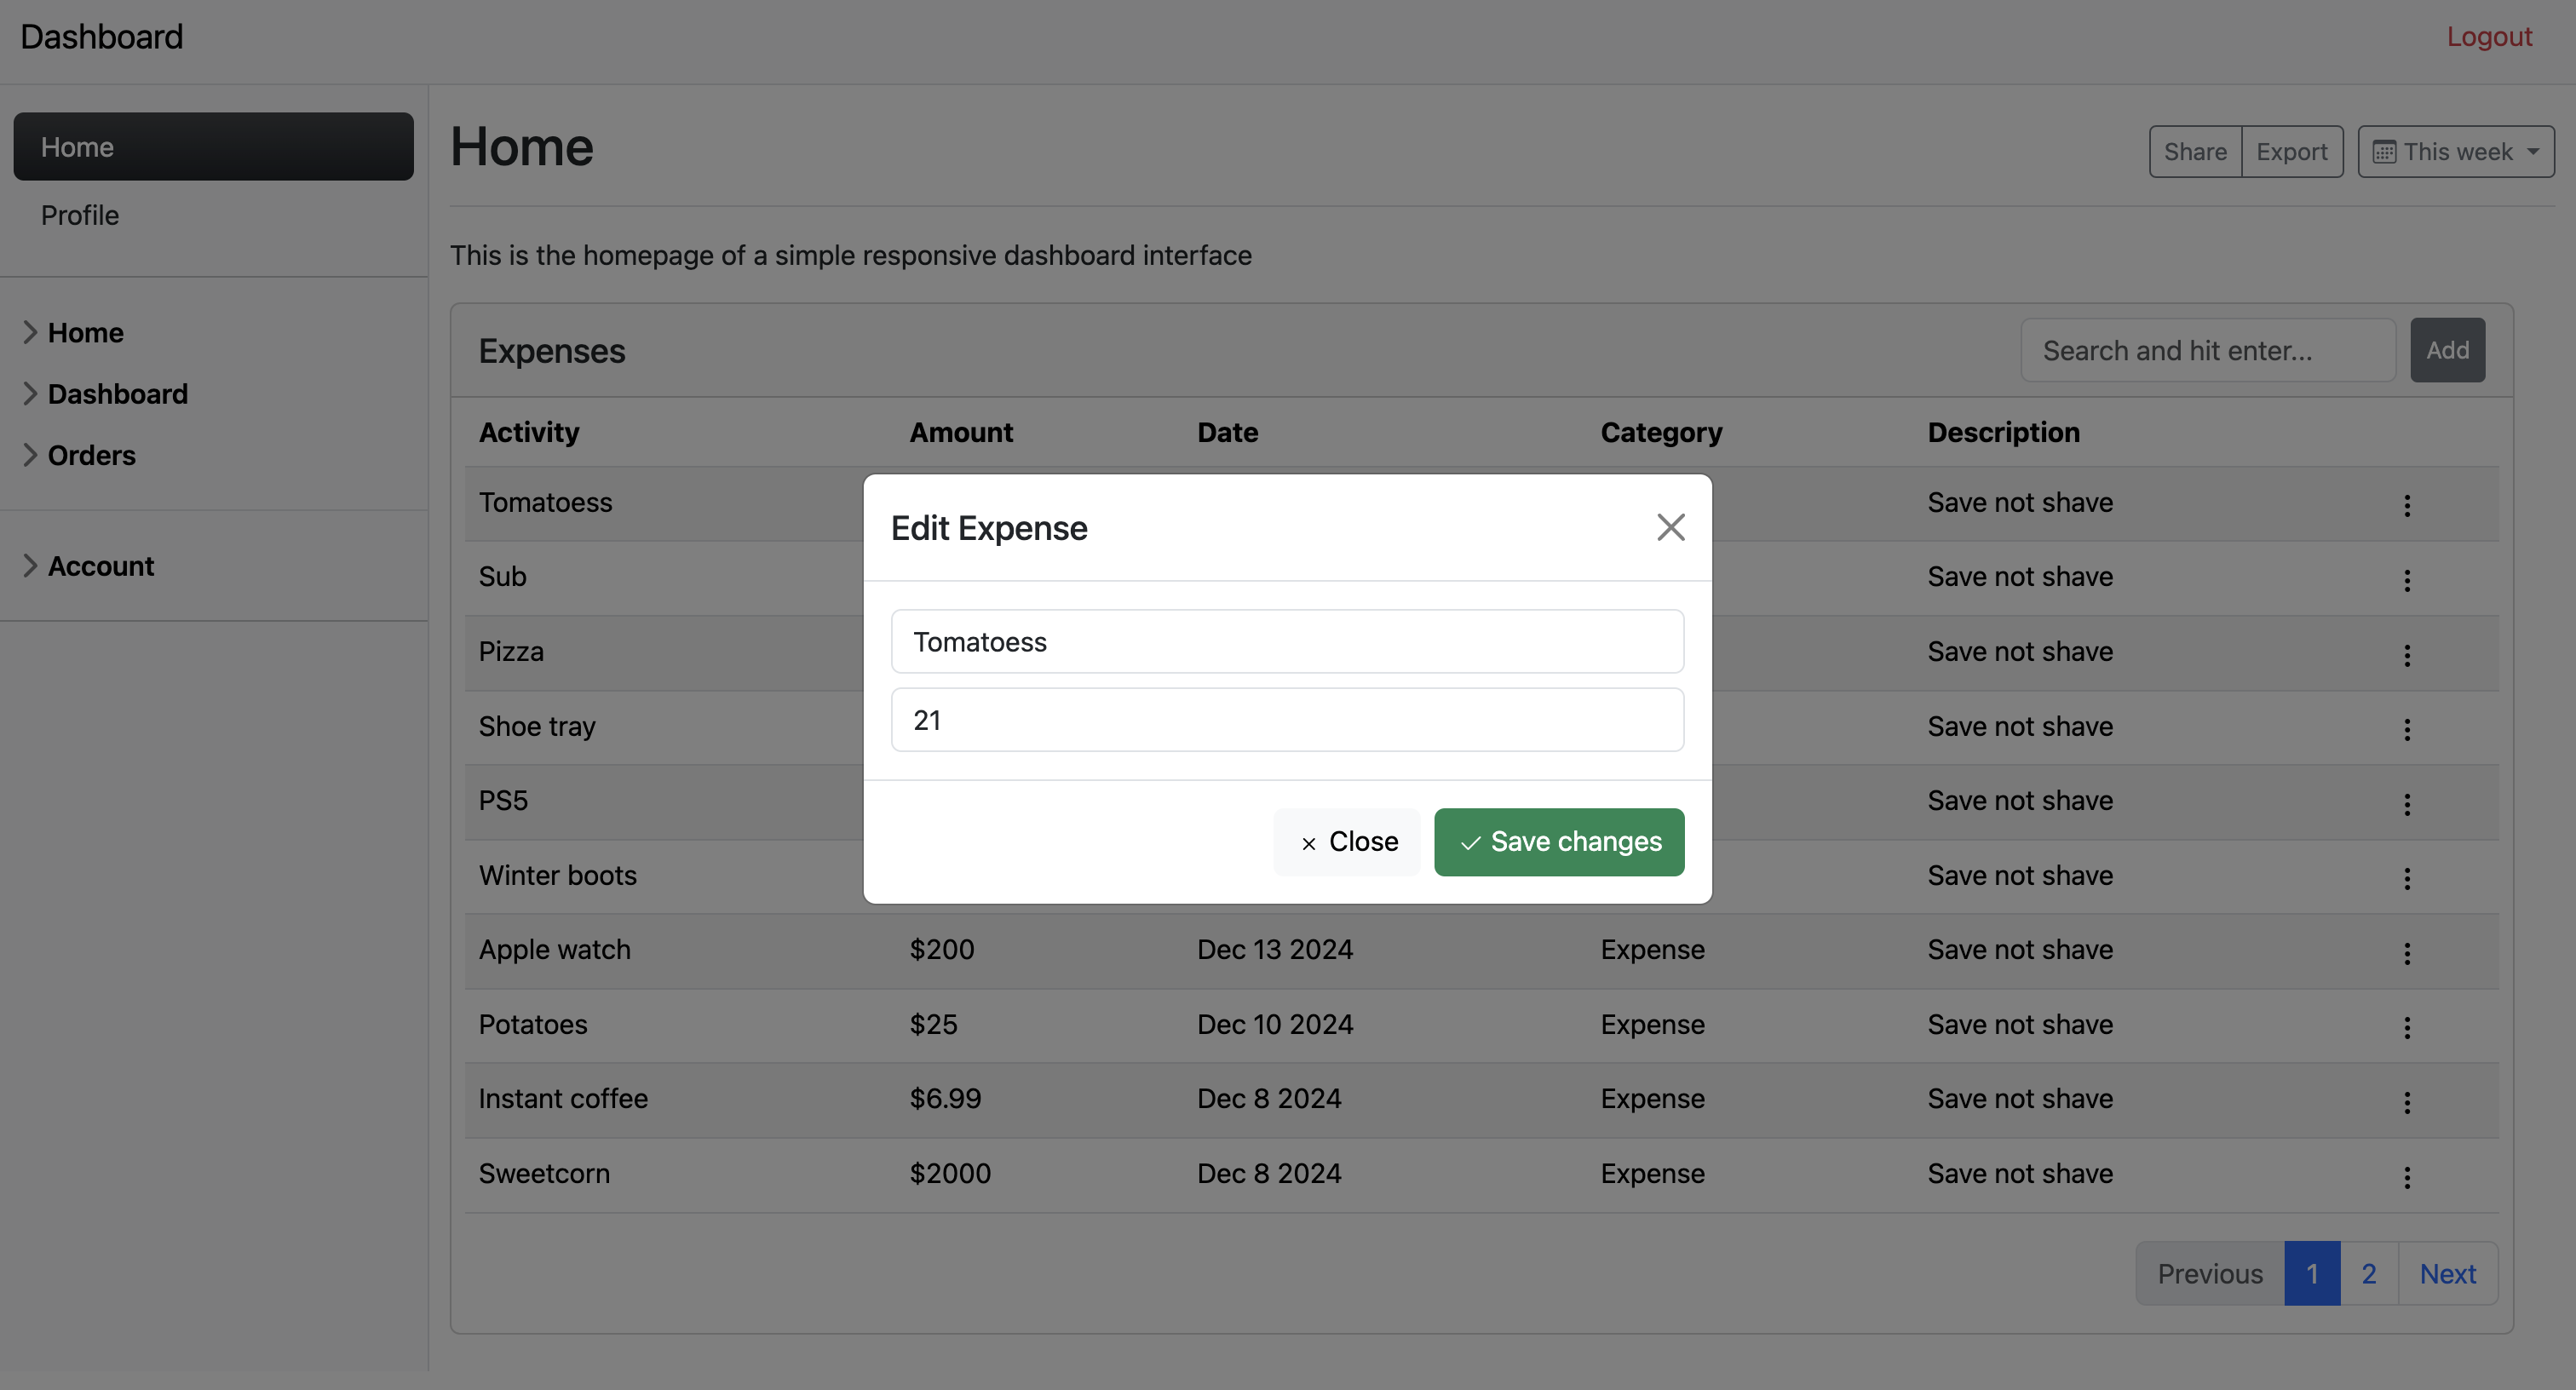 Dashboard Logout
Home
Profile
Home
Dashboard
Orders
Account
Home Share Export This week
This is the homepage of a simple responsive dashboard interface
Expenses Search and hit enter... Add
Activity Amount Date Category Description
Tomatoess Save not shave
Sub Save not shave
Pizza Save not shave
Shoe tray Save not shave
PS5 Save not shave
Winter boots Save not shave
Apple watch $200 Dec 13 2024 Expense Save not shave
Potatoes $25 Dec 10 2024 Expense Save not shave
Instant coffee $6.99 Dec 8 2024 Expense Save not shave
Sweetcorn $2000 Dec 8 2024 Expense Save not shave
Previous 1 2 Next
Edit Expense
Tomatoess
21
Close Save changes